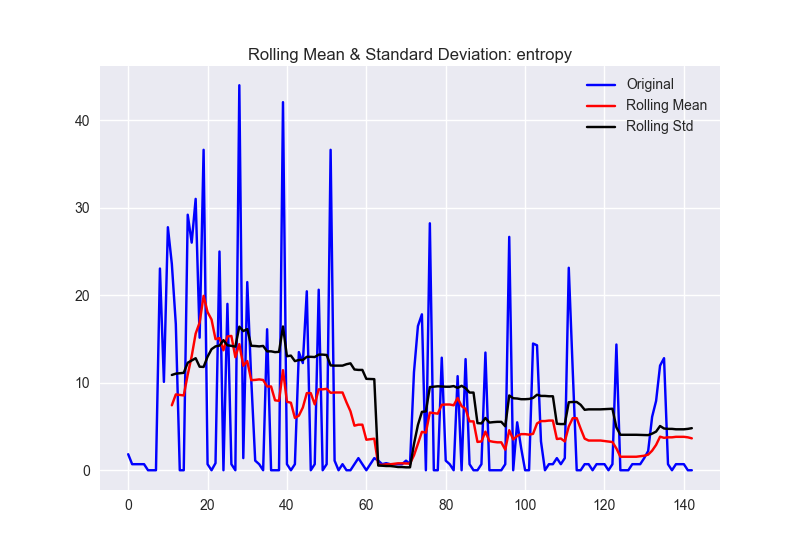 Rolling Mean & Standard Deviation: entropy
Original
Rolling Mean
Rolling Std
40
30
20
10
0
0 20 40 60 80 100 120 140